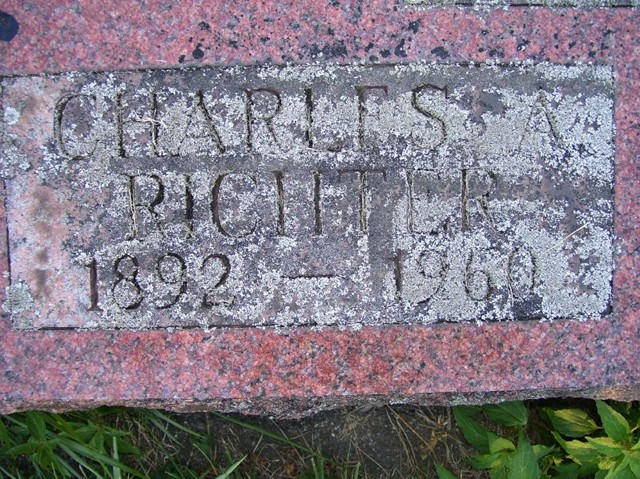 CHARLES A
RICHTER
1892 – 1960